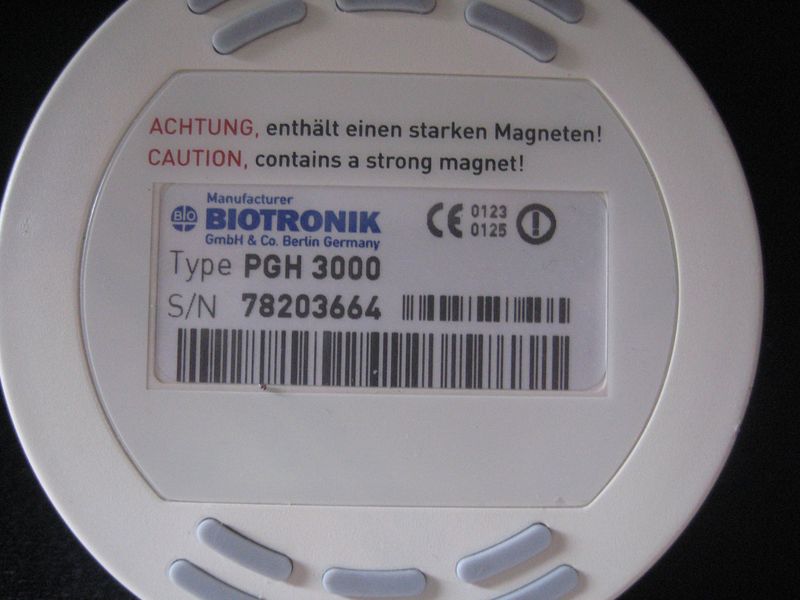 ACHTUNG, enthält einen starken Magneten!
CAUTION, contains a strong magnet!
Manufacturer
BIO BIOTRONIK
GmbH & Co. Berlin Germany
CE 0123
0125
Type PGH 3000
S/N 78203664